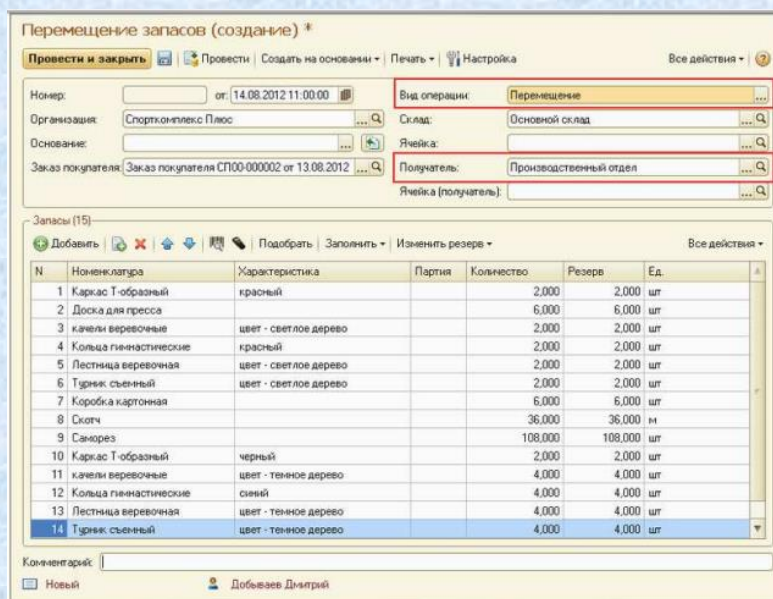 Перемещение запасов (создание) *
Провести и закрыть Провести Создать на основании Печать Настройка Все действия
Номер: от: 14.08.2012 11:00:00 Вид операции: Перемещение ...
Организация: Спорткомплекс Плюс ... Склад: Основной склад ...
Основание: ... Ячейка: ...
Заказ покупателя: Заказ покупателя СП00-000002 от 13.08.2012 ... Получатель: Производственный отдел ...
Ячейка (получатель): ...
Запасы (15)
Добавить Подобрать Заполнить Изменить резерв Все действия
N Номенклатура Характеристика Партия Количество Резерв Ед.
1 Каркас Т-образный красный 2,000 2,000 шт
2 Доска для пресса 6,000 6,000 шт
3 качели веревочные цвет - светлое дерево 2,000 2,000 шт
4 Кольца гимнастические красный 2,000 2,000 шт
5 Лестница веревочная цвет - светлое дерево 2,000 2,000 шт
6 Турник съемный цвет - светлое дерево 2,000 2,000 шт
7 Коробка картонная 6,000 6,000 шт
8 Скотч 36,000 36,000 м
9 Саморез 108,000 108,000 шт
10 Каркас Т-образный черный 2,000 2,000 шт
11 качели веревочные цвет - темное дерево 4,000 4,000 шт
12 Кольца гимнастические синий 4,000 4,000 шт
13 Лестница веревочная цвет - темное дерево 4,000 4,000 шт
14 Турник съемный цвет - темное дерево 4,000 4,000 шт
Комментарий:
Новый Добываев Дмитрий